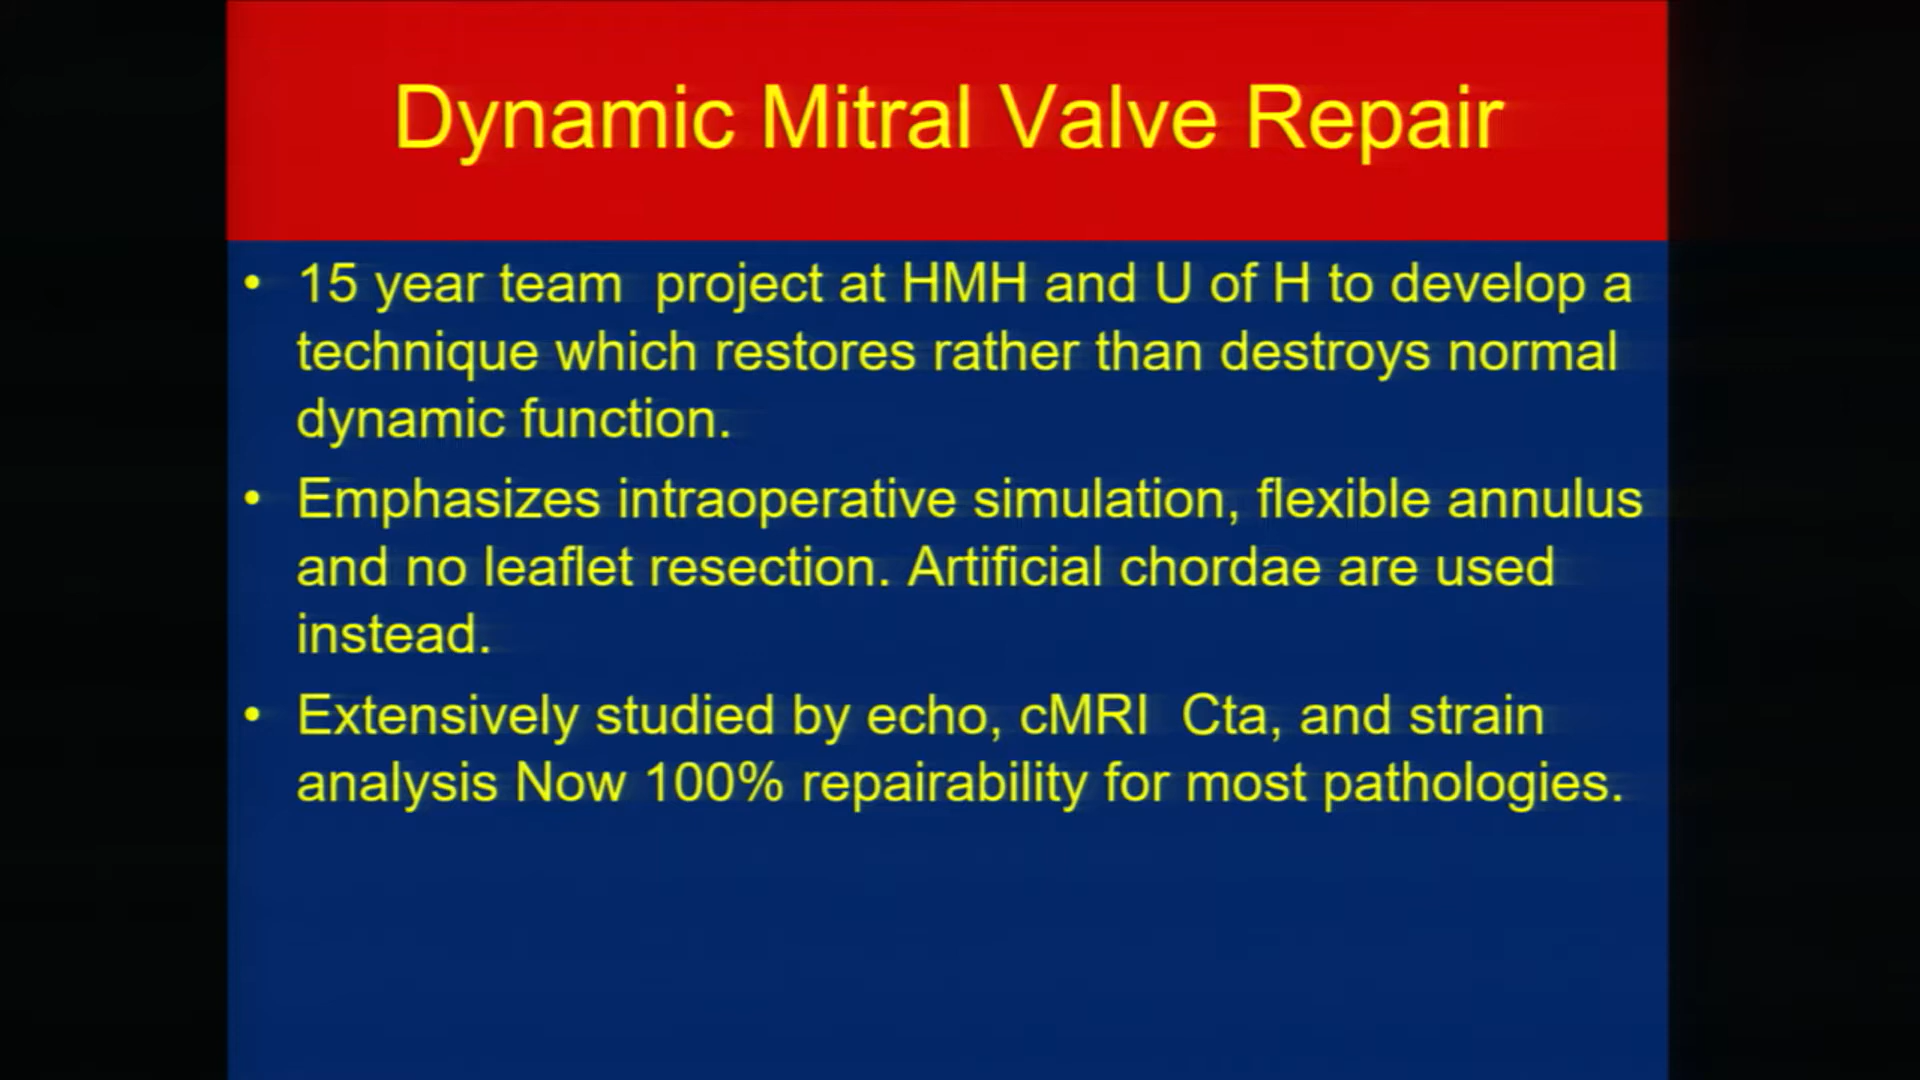 Dynamic Mitral Valve Repair
• 15 year team  project at HMH and U of H to develop a
technique which restores rather than destroys normal
dynamic function.
• Emphasizes intraoperative simulation, flexible annulus
and no leaflet resection. Artificial chordae are used
instead.
• Extensively studied by echo, cMRI  Cta, and strain
analysis Now 100% repairability for most pathologies.